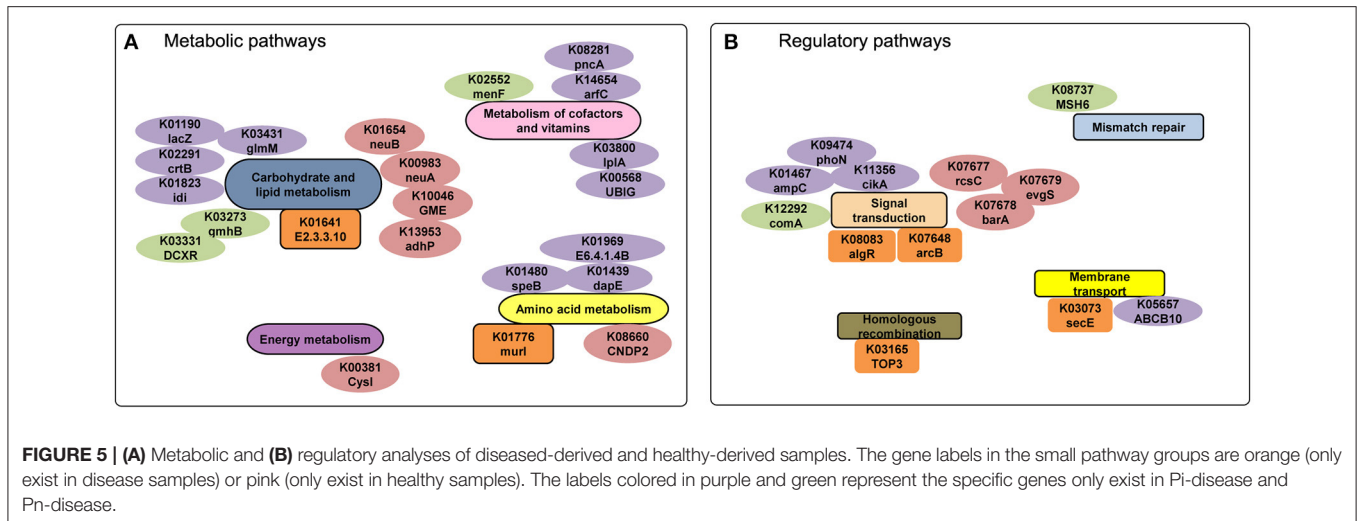 A Metabolic pathways
K08281
pncA
K02552
menF
K14654
arfC
Metabolism of cofactors
and vitamins
K01190
lacZ
K03431
glmM
K01654
neuB
K02291
crtB
K00983
neuA
K03800
lplA
K01823
idi
Carbohydrate and
lipid metabolism
K00568
UBIG
K10046
GME
K03273
gmhB
K01641
E2.3.3.10
K03331
DCXR
K13953
adhP
K01969
E6.4.1.4B
K01480
speB
K01439
dapE
Amino acid metabolism
Energy metabolism
K01776
murI
K08660
CNDP2
K00381
CysI
B Regulatory pathways
K08737
MSH6
Mismatch repair
K09474
phoN
K01467
ampC
K11356
cikA
K07677
rcsC
K07679
evgS
K12292
comA
Signal
transduction
K07678
barA
K08083
algR
K07648
arcB
Membrane
transport
K03073
secE
K05657
ABCB10
Homologous
recombination
K03165
TOP3
FIGURE 5 | (A) Metabolic and (B) regulatory analyses of diseased-derived and healthy-derived samples. The gene labels in the small pathway groups are orange (only
exist in disease samples) or pink (only exist in healthy samples). The labels colored in purple and green represent the specific genes only exist in Pi-disease and
Pn-disease.